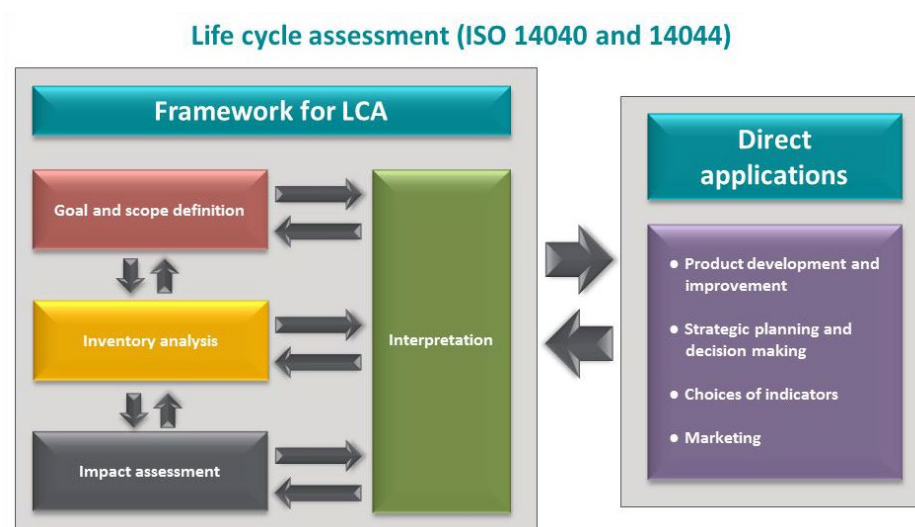 Life cycle assessment (ISO 14040 and 14044)
Framework for LCA
Goal and scope definition
Inventory analysis
Impact assessment
Interpretation
Direct
applications
● Product development and
improvement
● Strategic planning and
decision making
● Choices of indicators
● Marketing